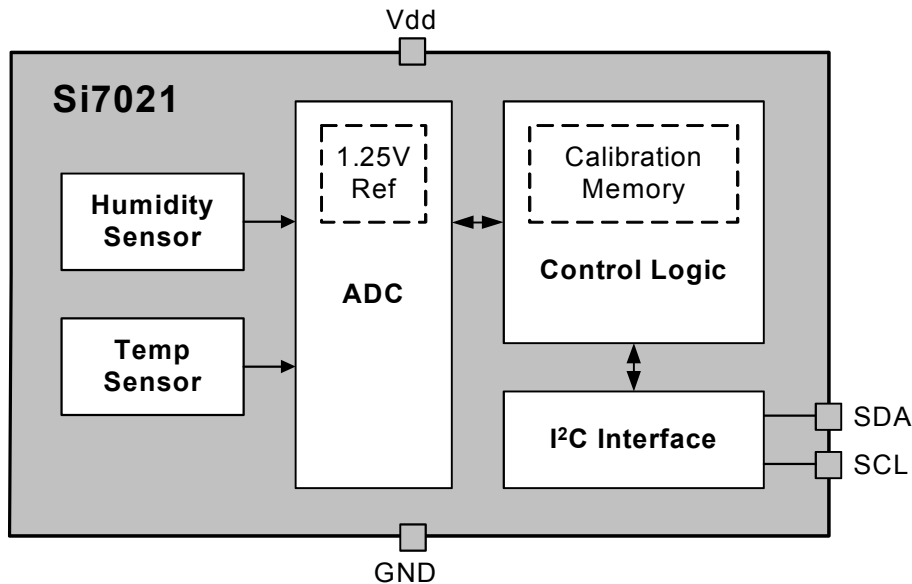 Vdd
Si7021
1.25V
Ref
Calibration
Memory
Humidity
Sensor
Control Logic
ADC
Temp
Sensor
I²C Interface
SDA
SCL
GND